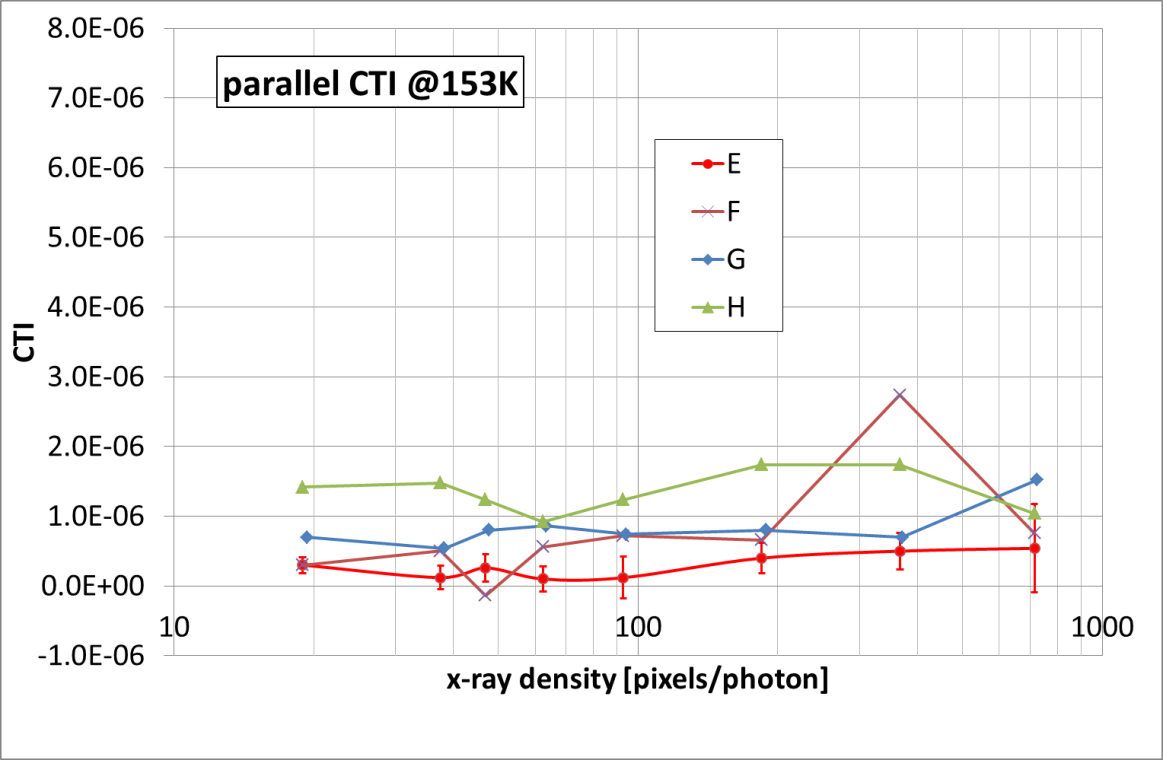 8.0E-06
parallel CTI @153K
7.0E-06
6.0E-06
5.0E-06
4.0E-06
3.0E-06
2.0E-06
1.0E-06
0.0E+00
-1.0E-06
CTI
E
F
G
H
10
100
1000
x-ray density [pixels/photon]